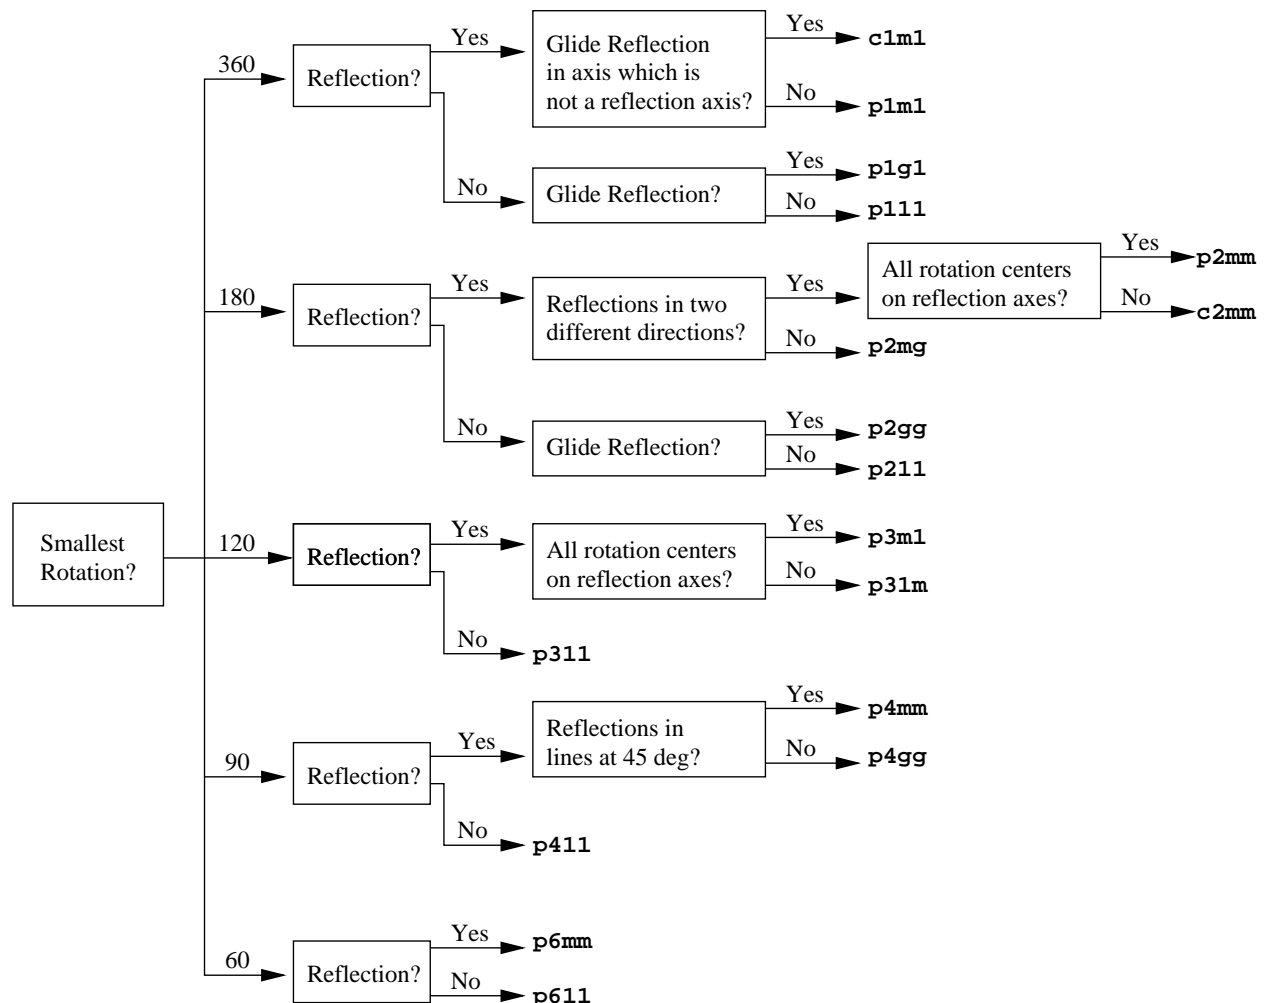 360
Reflection?
Yes
Glide Reflection
in axis which is
not a reflection axis?
Yes
c1m1
No
p1m1
No
Glide Reflection?
Yes
p1g1
No
p111
180
Reflection?
Yes
Reflections in two
different directions?
Yes
All rotation centers
on reflection axes?
Yes
p2mm
No
c2mm
No
p2mg
No
Glide Reflection?
Yes
p2gg
No
p211
Smallest
Rotation?
120
Reflection?
Yes
All rotation centers
on reflection axes?
Yes
p3m1
No
p31m
No
p311
90
Reflection?
Yes
Reflections in
lines at 45 deg?
Yes
p4mm
No
p4gg
No
p411
60
Reflection?
Yes
p6mm
No
p611